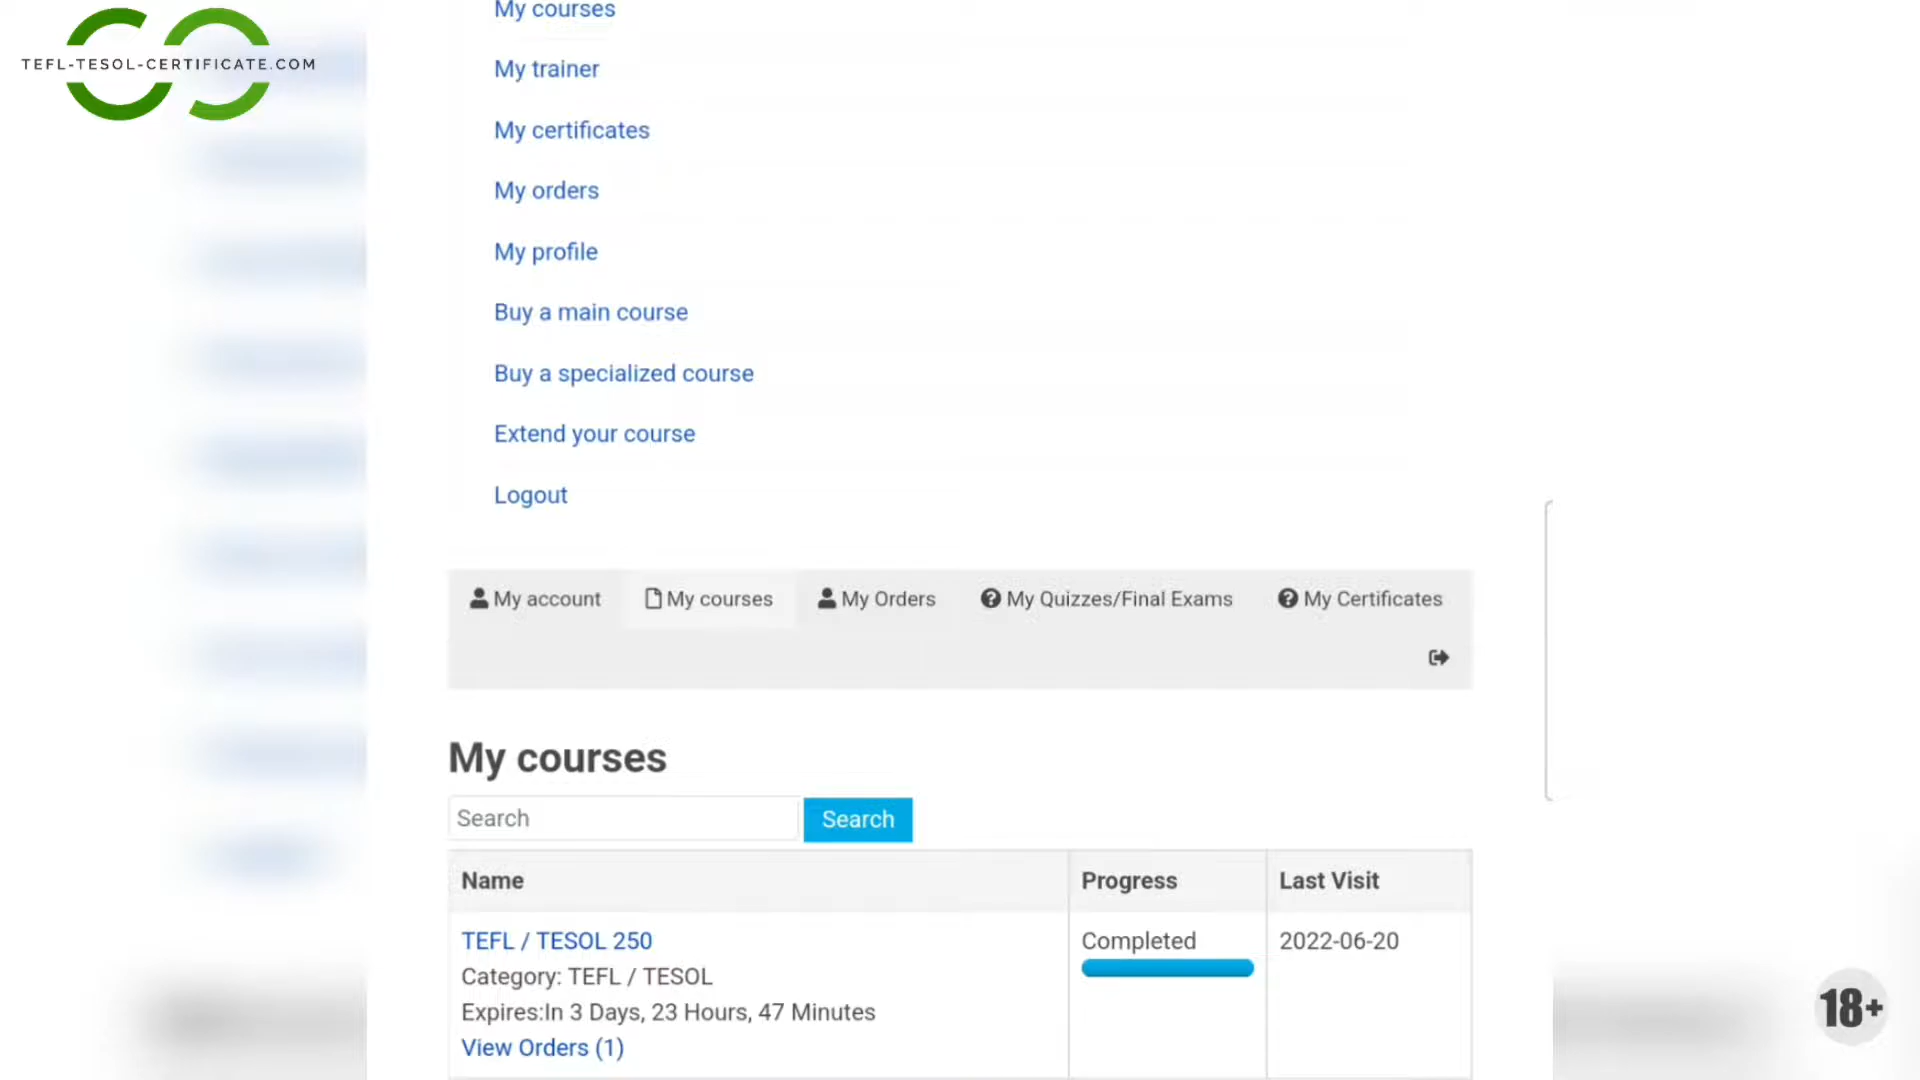 My courses
TEFL-TESOL-CERTIFICATE.COM
My trainer
My certificates
My orders
My profile
Buy a main course
Buy a specialized course
Extend your course
Logout
My account My courses My Orders My Quizzes/Final Exams My Certificates
My courses
Search Search
Name Progress Last Visit
TEFL / TESOL 250 Completed 2022-06-20
Category: TEFL / TESOL
Expires:In 3 Days, 23 Hours, 47 Minutes
View Orders (1)
18+